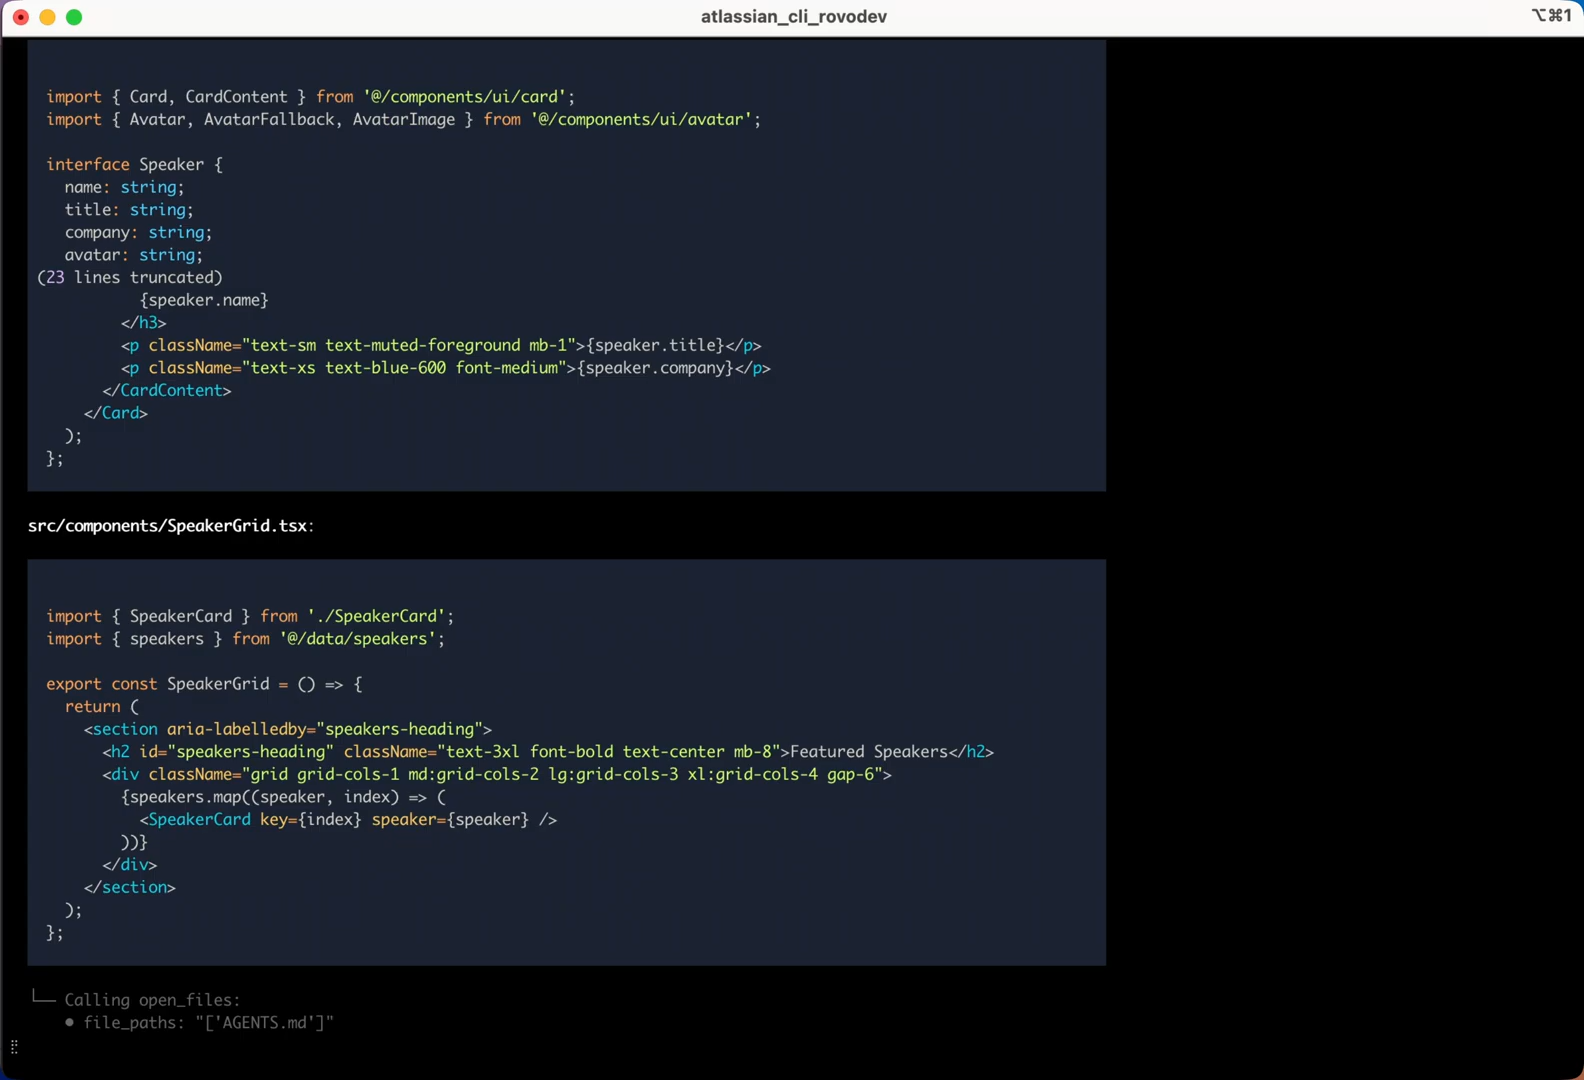 atlassian_cli_rovodev
⌥⌘1
import { Card, CardContent } from '@/components/ui/card';
import { Avatar, AvatarFallback, AvatarImage } from '@/components/ui/avatar';
interface Speaker {
name: string;
title: string;
company: string;
avatar: string;
(23 lines truncated)
{speaker.name}
</h3>
<p className="text-sm text-muted-foreground mb-1">{speaker.title}</p>
<p className="text-xs text-blue-600 font-medium">{speaker.company}</p>
</CardContent>
</Card>
);
};
src/components/SpeakerGrid.tsx:
import { SpeakerCard } from './SpeakerCard';
import { speakers } from '@/data/speakers';
export const SpeakerGrid = () => {
return (
<section aria-labelledby="speakers-heading">
<h2 id="speakers-heading" className="text-3xl font-bold text-center mb-8">Featured Speakers</h2>
<div className="grid grid-cols-1 md:grid-cols-2 lg:grid-cols-3 xl:grid-cols-4 gap-6">
{speakers.map((speaker, index) => (
<SpeakerCard key={index} speaker={speaker} />
))}
</div>
</section>
);
};
└── Calling open_files:
• file_paths: "['AGENTS.md']"